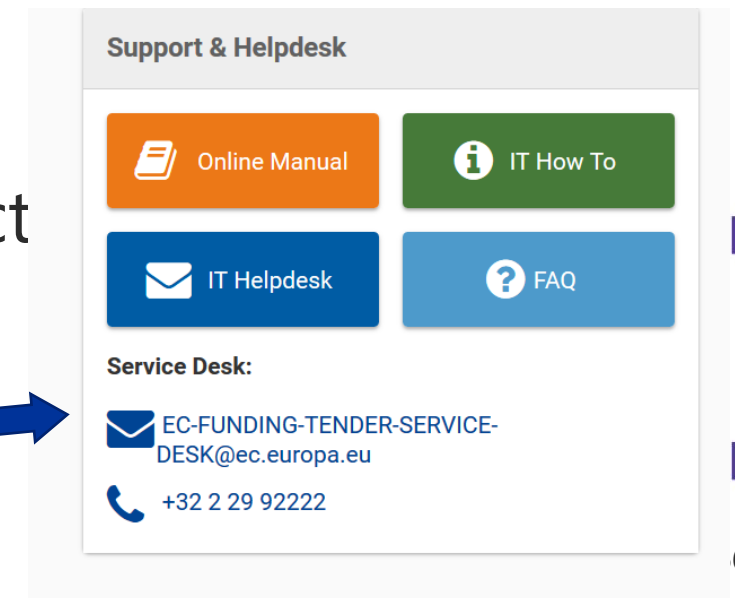 Support & Helpdesk
Online Manual
IT How To
ct
IT Helpdesk
FAQ
Service Desk:
EC-FUNDING-TENDER-SERVICE-
DESK@ec.europa.eu
+32 2 29 92222